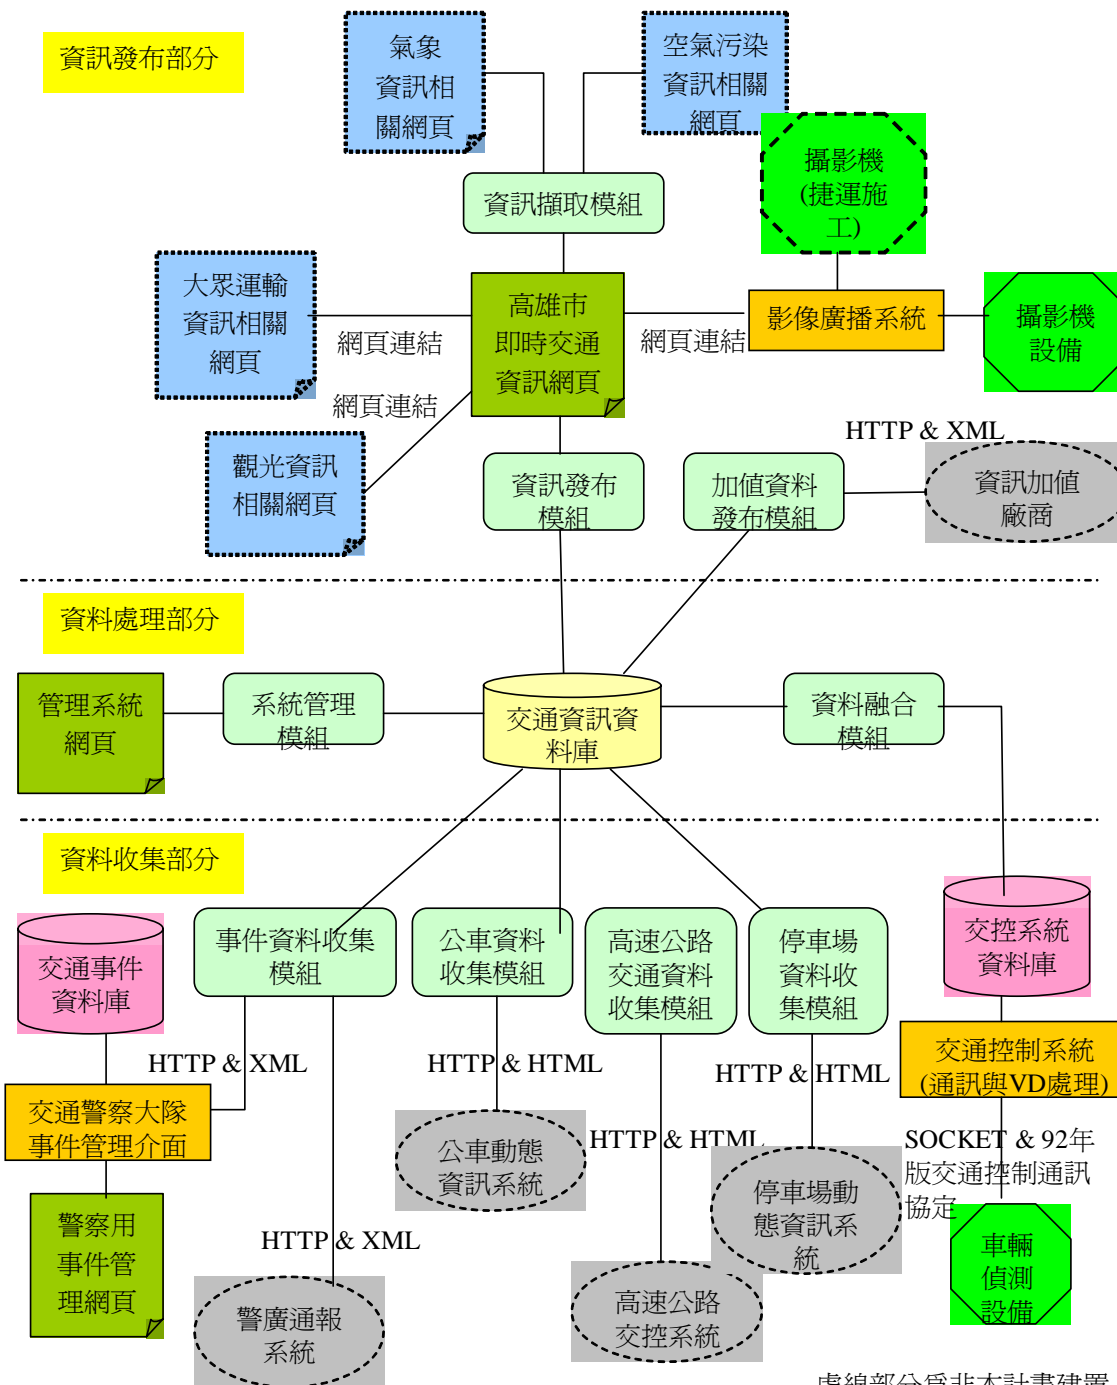 資訊發布部分
氣象
資訊相
關網頁
空氣污染
資訊相關
網頁
攝影機
(捷運施
工)
資訊擷取模組
大眾運輸
資訊相關
網頁
網頁連結
高雄市
即時交通
資訊網頁
網頁連結
影像廣播系統
攝影機
設備
網頁連結
觀光資訊
相關網頁
資訊發布
模組
加值資料
發布模組
HTTP & XML
資訊加值
廠商
資料處理部分
管理系統
網頁
系統管理
模組
交通資訊資
料庫
資料融合
模組
資料收集部分
交通事件
資料庫
事件資料收集
模組
公車資料
收集模組
高速公路
交通資料
收集模組
停車場
資料收
集模組
交控系統
資料庫
HTTP & XML
HTTP & HTML
HTTP & HTML
HTTP & HTML
交通控制系統
(通訊與VD處理)
交通警察大隊
事件管理介面
公車動態
資訊系統
停車場動
態資訊系
統
SOCKET & 92年
版交通控制通訊
協定
警察用
事件管
理網頁
HTTP & XML
警廣通報
系統
高速公路
交控系統
車輛
偵測
設備
虛線部分為非本計畫建置